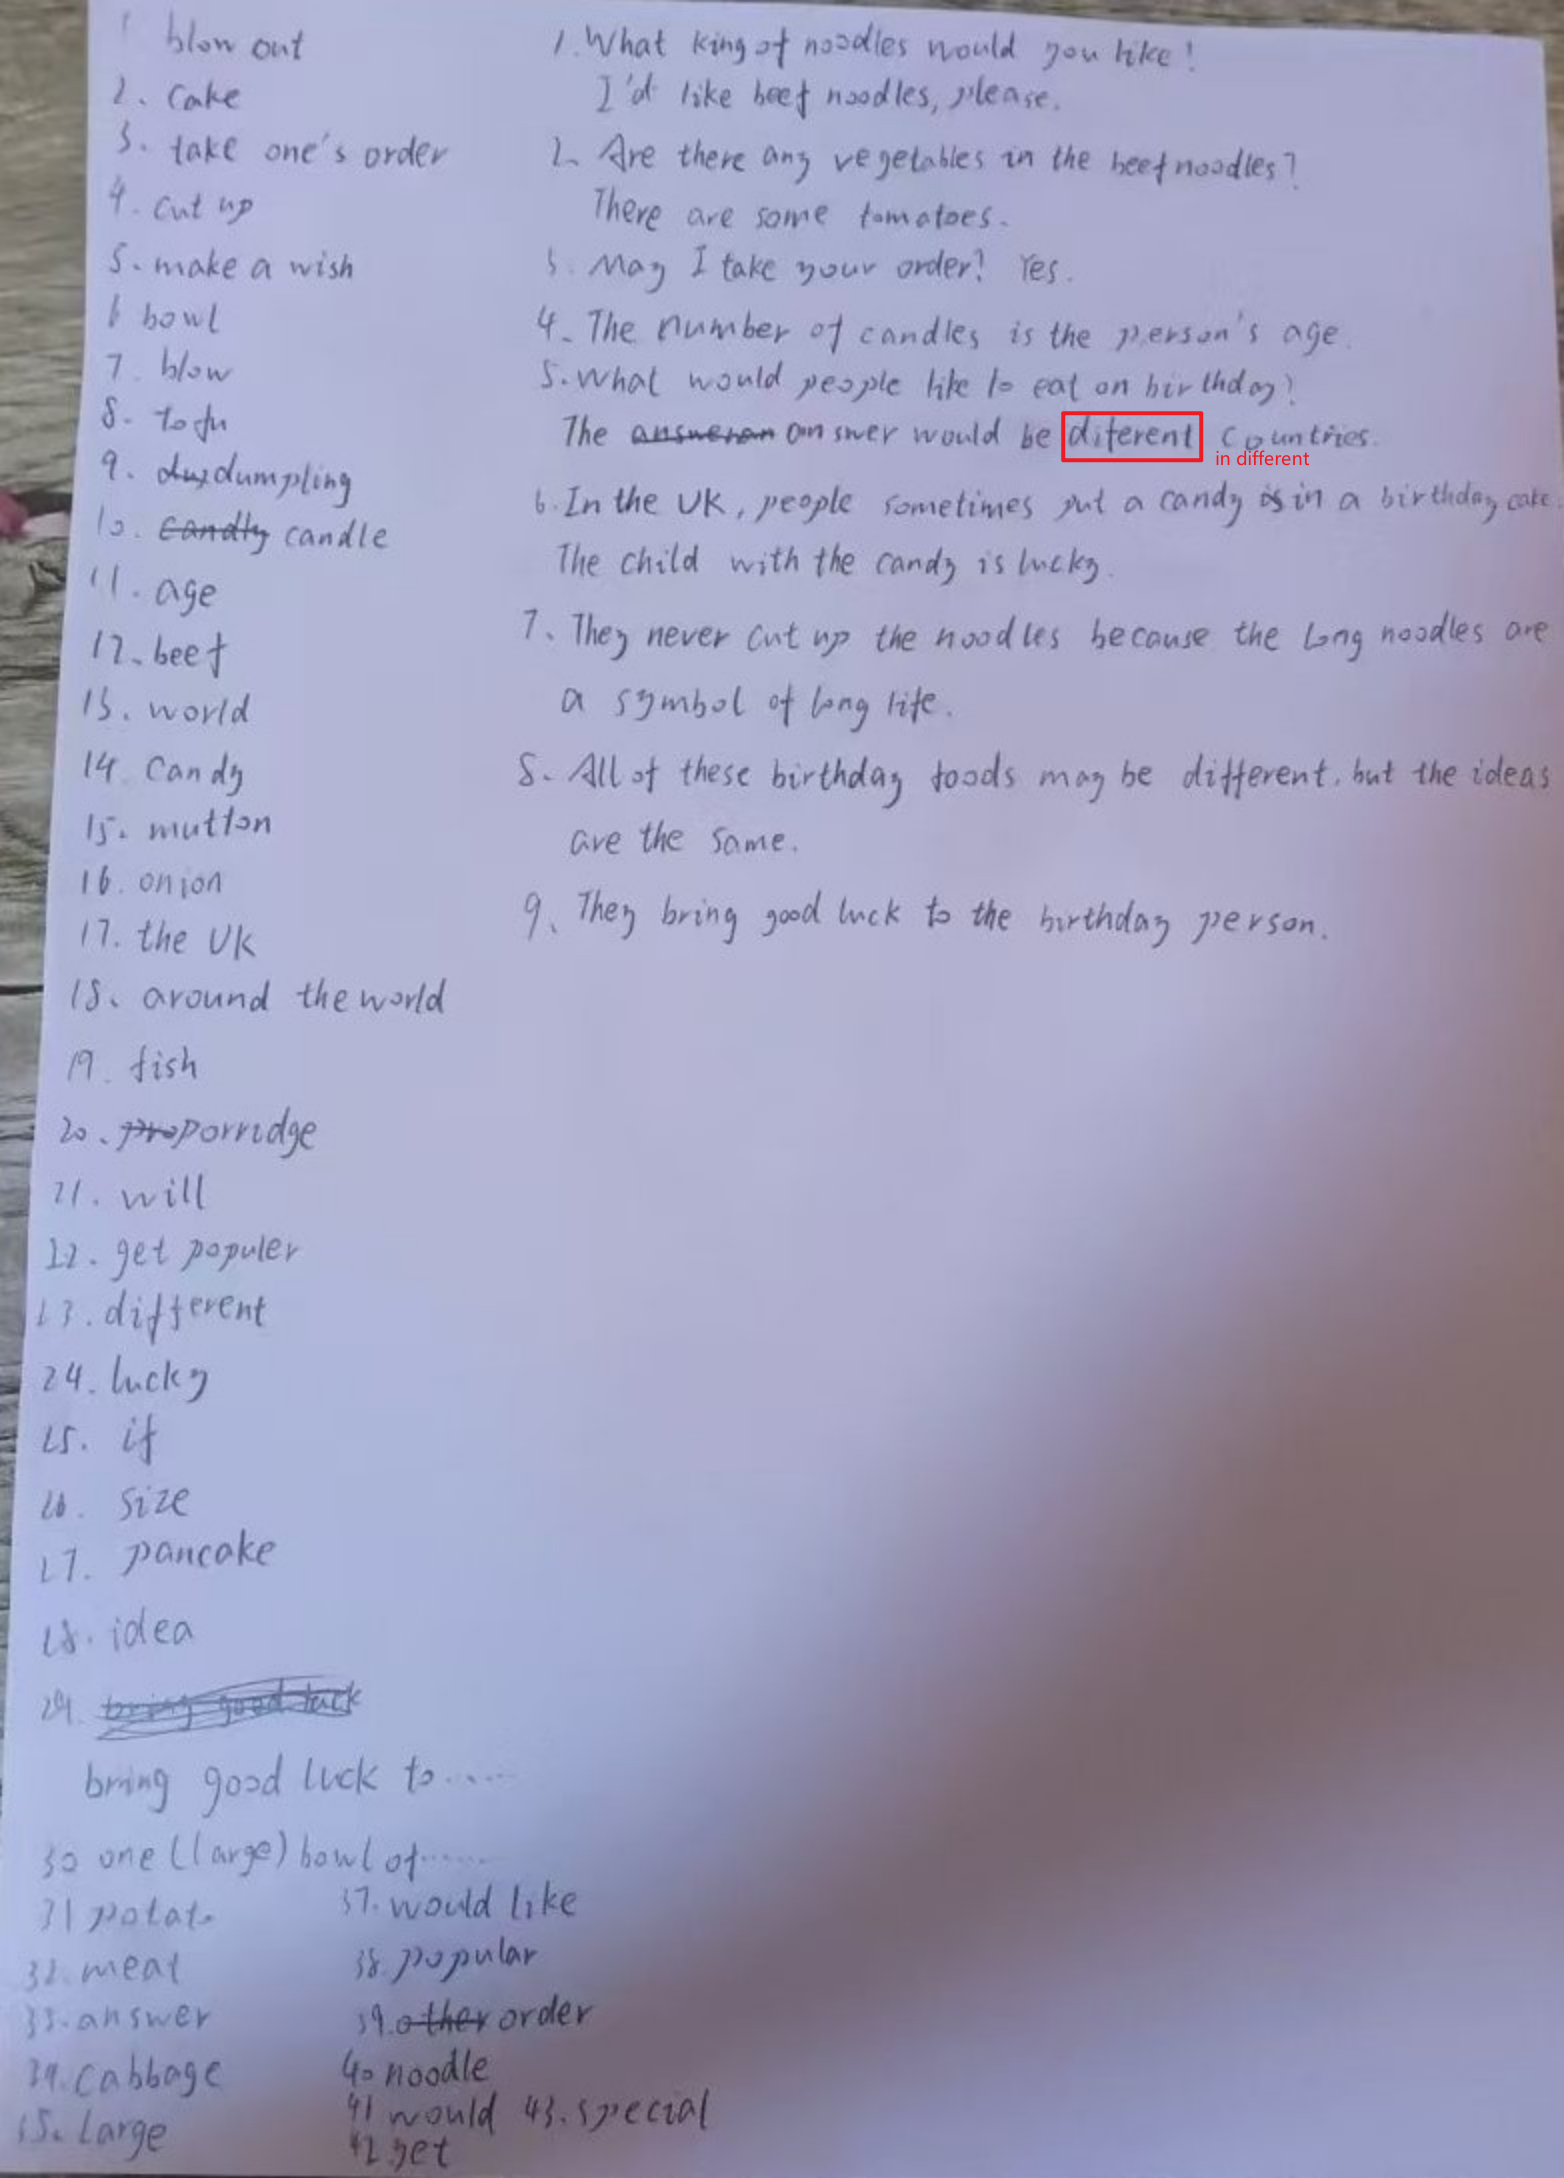 1 blow out
2. cake
3. take one's order
4. cut up
5. make a wish
6 bowl
7. blow
8. tofu
9. dumpling
10. candle
11. age
12. beef
13. world
14. candy
15. mutton
16. onion
17. the UK
18. around the world
19. fish
20. porridge
21. will
22. get populer
23. different
24. lucky
25. if
26. size
27. pancake
28. idea
29. bring good luck
bring good luck to......
30 one (large) bowl of......
31 potato
32. meat
33. answer
34. cabbage
35. large
37. would like
38. popular
39. other order
40 noodle
41 would 43. special
42. get
1. What king of noodles would you like?
I'd like beef noodles, please.
2. Are there any vegetables in the beef noodles?
There are some tomatoes.
3. May I take your order? Yes.
4. The number of candles is the person's age.
5. What would people like to eat on birthday?
The answer would be diferent countries.
in different
6. In the UK, people sometimes put a candy in a birthday cake.
The child with the candy is lucky.
7. They never cut up the noodles because the long noodles are
a symbol of long life.
8. All of these birthday foods may be different. but the ideas
are the same.
9. They bring good luck to the birthday person.